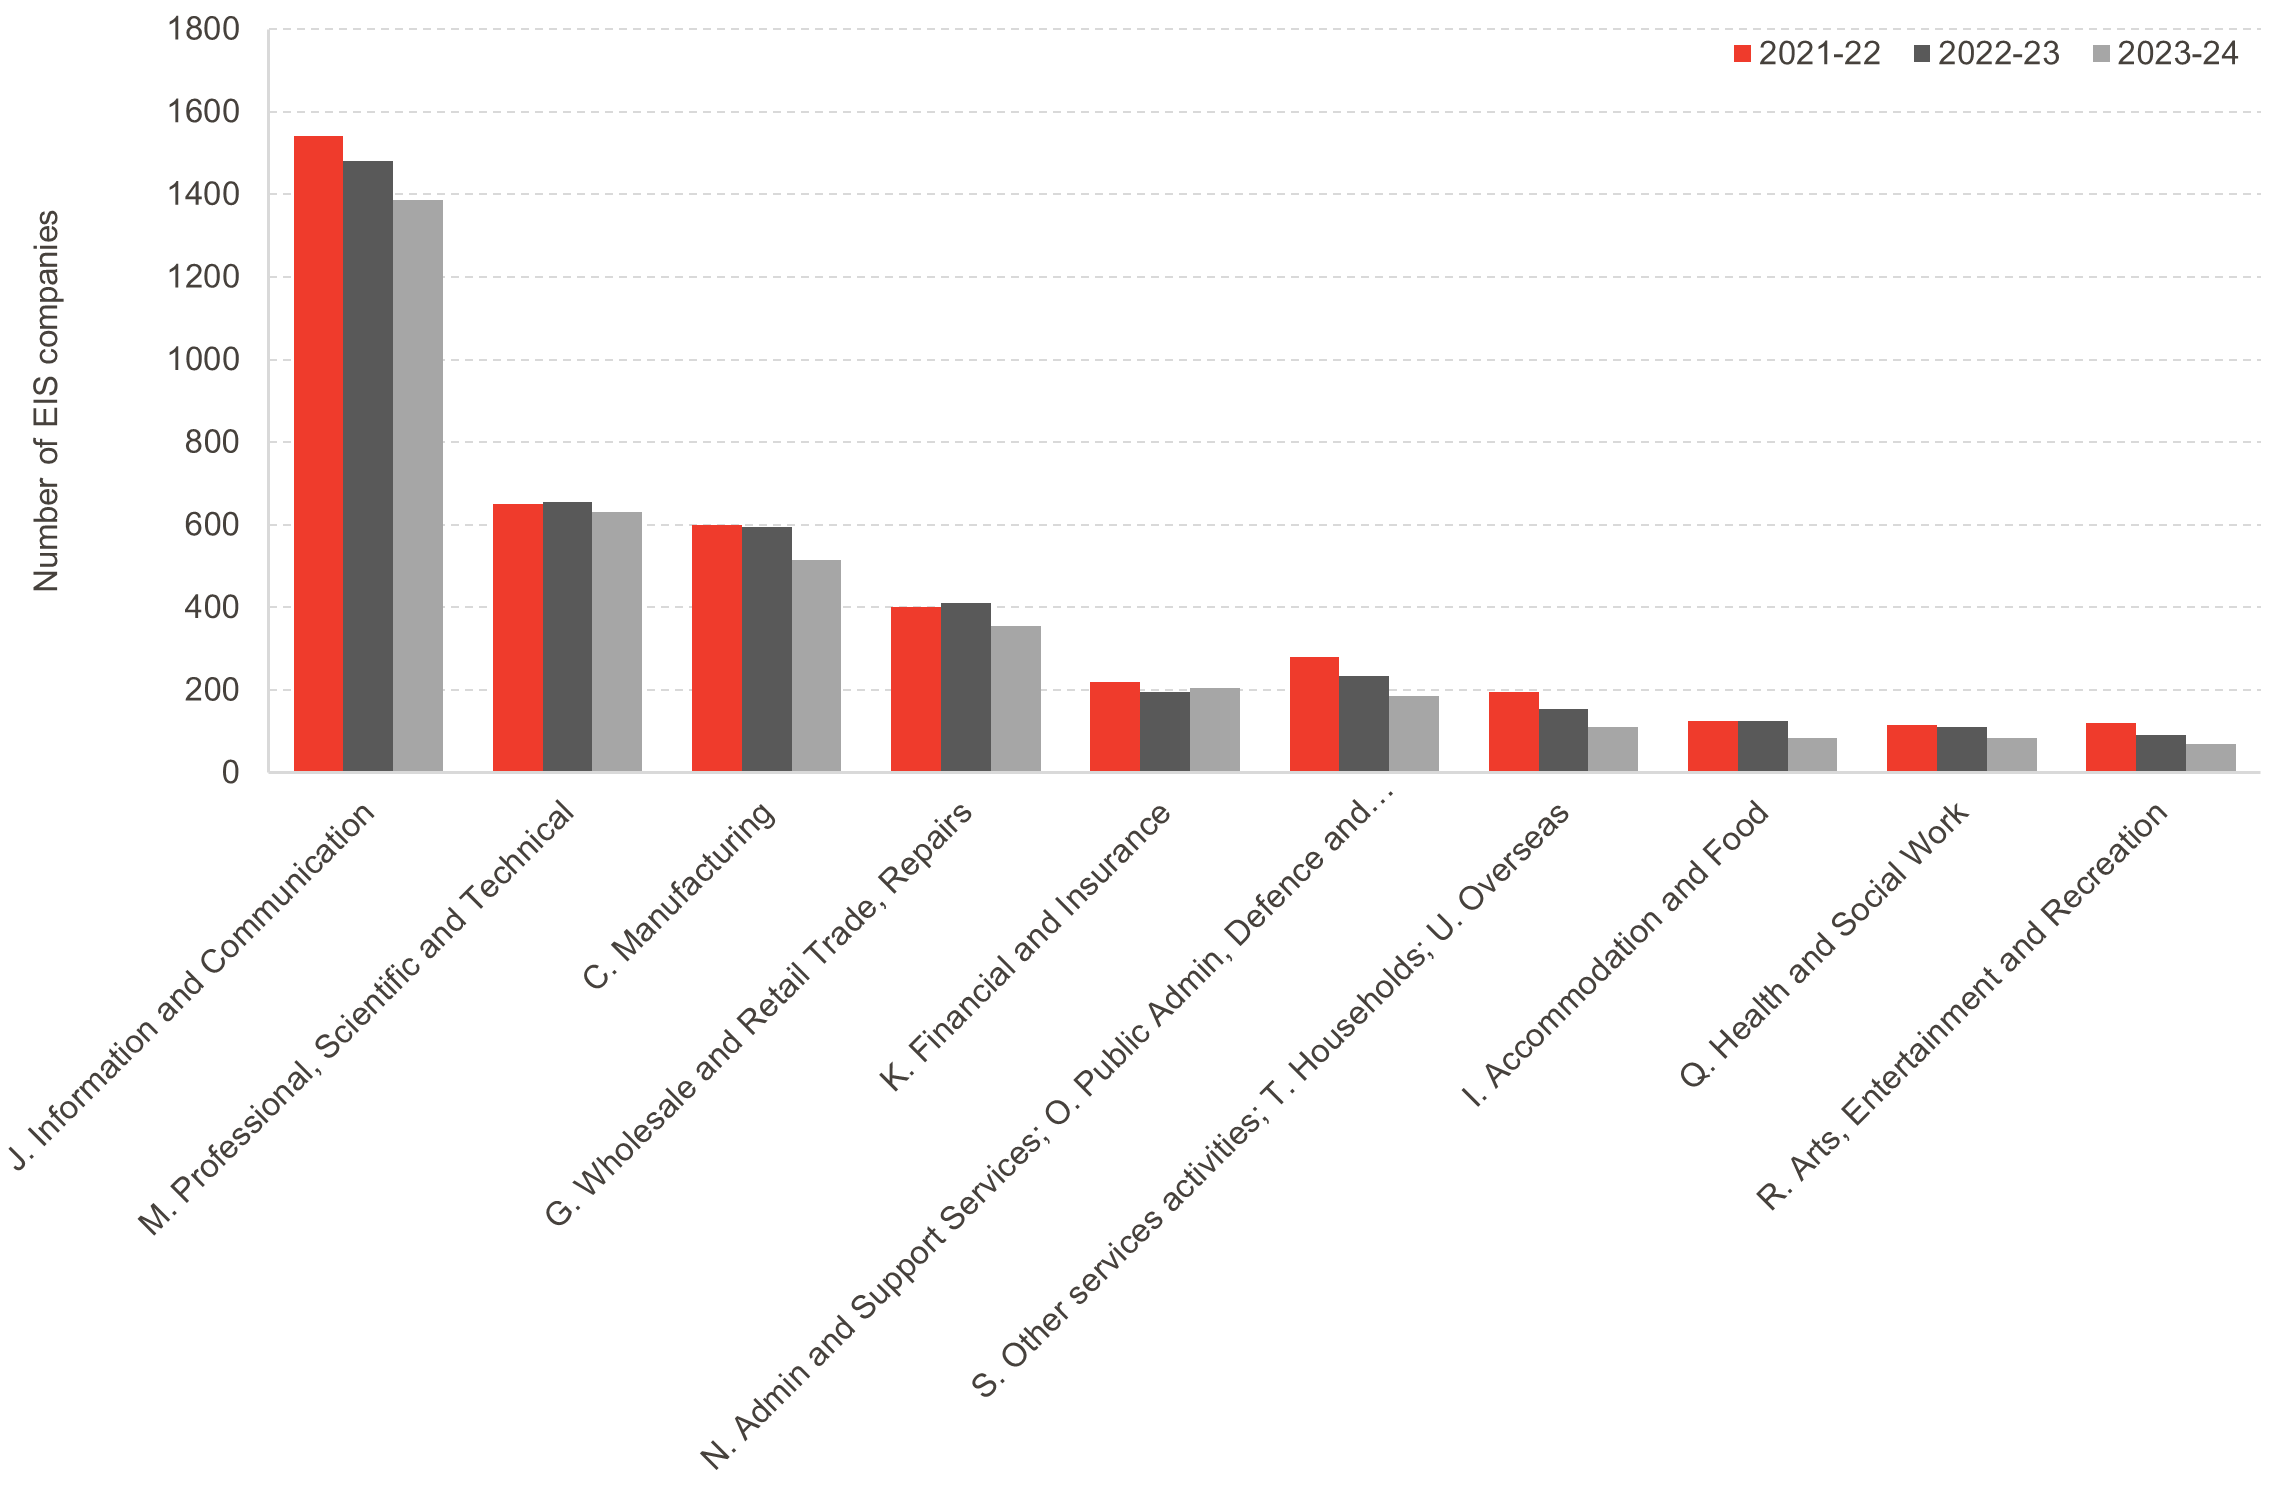 1800
1600
1400
1200
1000
800
600
400
200
0
Number of EIS companies
2021-22 2022-23 2023-24
J. Information and Communication
M. Professional, Scientific and Technical
C. Manufacturing
G. Wholesale and Retail Trade, Repairs
K. Financial and Insurance
N. Admin and Support Services; O. Public Admin, Defence and…
S. Other services activities; T. Households; U. Overseas
I. Accommodation and Food
Q. Health and Social Work
R. Arts, Entertainment and Recreation